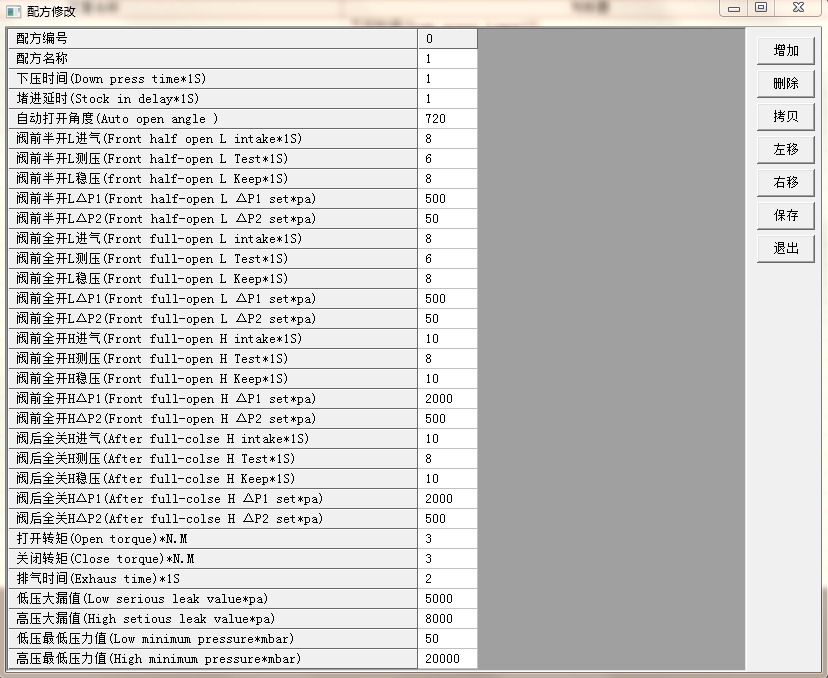 配方修改
配方编号 0
配方名称 1
下压时间(Down press time*1S) 1
堵进延时(Stock in delay*1S) 1
自动打开角度(Auto open angle ) 720
阀前半开L进气(Front half open L intake*1S) 8
阀前半开L测压(Front half-open L Test*1S) 6
阀前半开L稳压(front half-open L Keep*1S) 8
阀前半开L△P1(Front half-open L △P1 set*pa) 500
阀前半开L△P2(Front half-open L △P2 set*pa) 50
阀前全开L进气(Front full-open L intake*1S) 8
阀前全开L测压(Front full-open L Test*1S) 6
阀前全开L稳压(Front full-open L Keep*1S) 8
阀前全开L△P1(Front full-open L △P1 set*pa) 500
阀前全开L△P2(Front full-open L △P2 set*pa) 50
阀前全开H进气(Front full-open H intake*1S) 10
阀前全开H测压(Front full-open H Test*1S) 8
阀前全开H稳压(Front full-open H Keep*1S) 10
阀前全开H△P1(Front full-open H △P1 set*pa) 2000
阀前全开H△P2(Front full-open H △P2 set*pa) 500
阀后全关H进气(After full-colse H intake*1S) 10
阀后全关H测压(After full-colse H Test*1S) 8
阀后全关H稳压(After full-colse H Keep*1S) 10
阀后全关H△P1(After full-colse H △P1 set*pa) 2000
阀后全关H△P2(After full-colse H △P2 set*pa) 500
打开转矩(Open torque)*N.M 3
关闭转矩(Close torque)*N.M 3
排气时间(Exhaus time)*1S 2
低压大漏值(Low serious leak value*pa) 5000
高压大漏值(High setious leak value*pa) 8000
低压最低压力值(Low minimum pressure*mbar) 50
高压最低压力值(High minimum pressure*mbar) 20000
增加
删除
拷贝
左移
右移
保存
退出